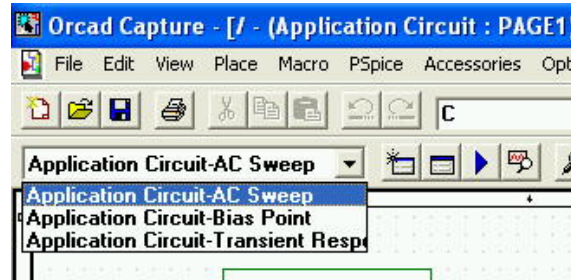 Orcad Capture - [/ - (Application Circuit : PAGE1
File Edit View Place Macro PSpice Accessories Opt
C
Application Circuit-AC Sweep
Application Circuit-AC Sweep
Application Circuit-Bias Point
Application Circuit-Transient Resp